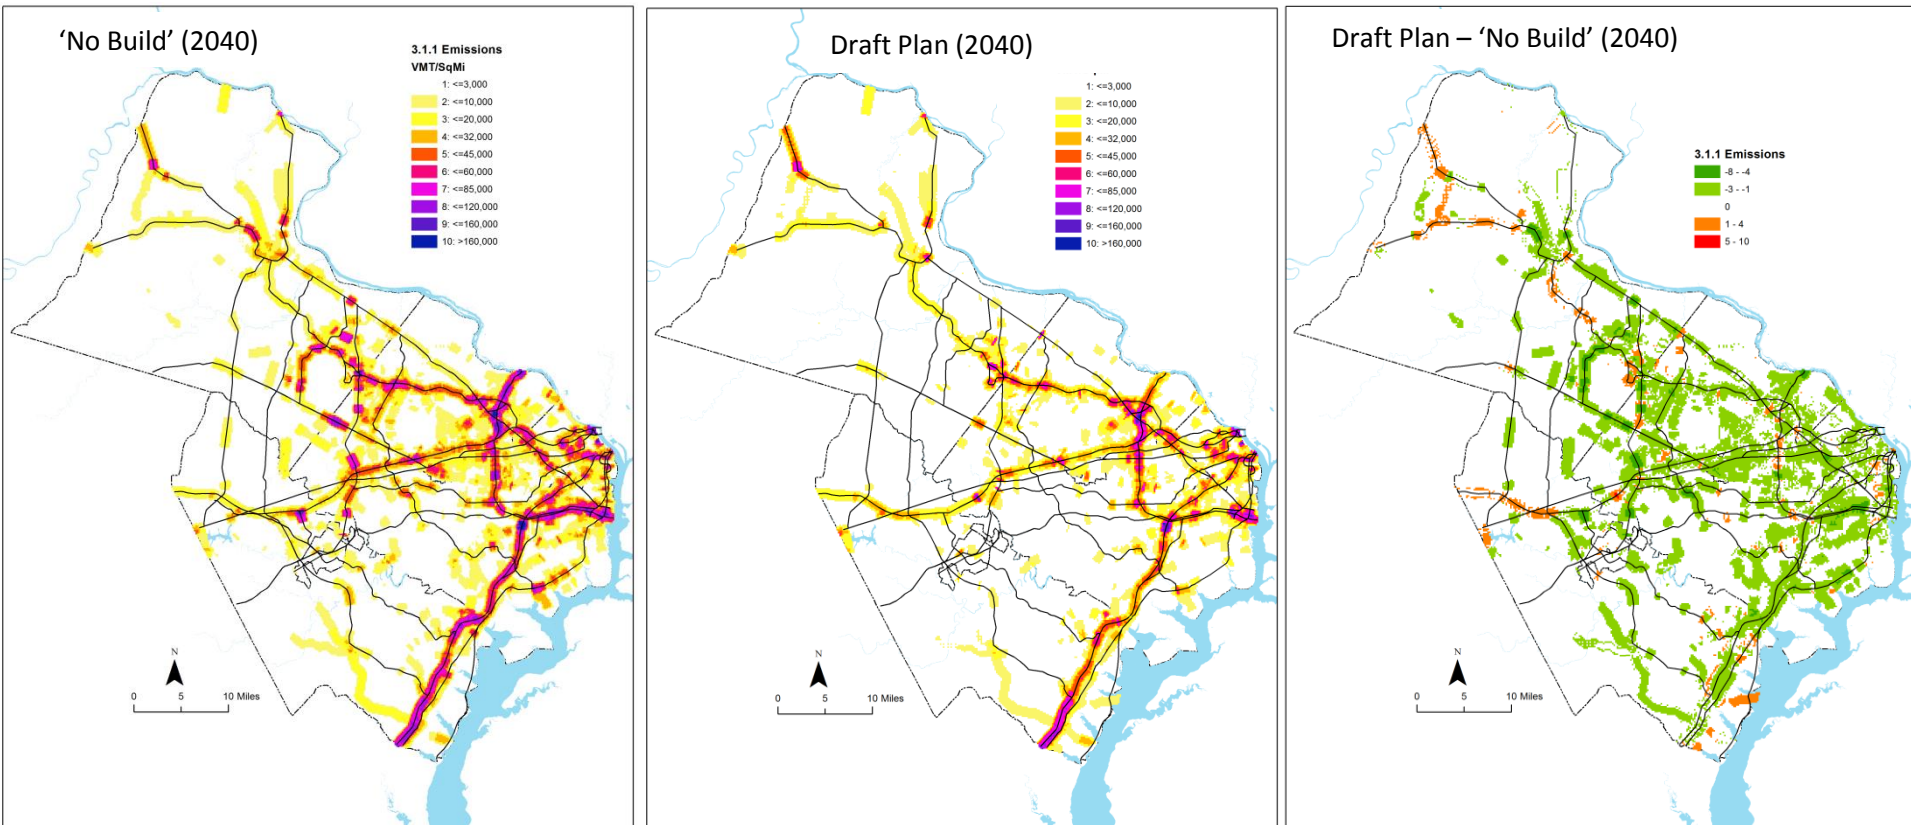 ‘No Build’ (2040)
3.1.1 Emissions
VMT/SqMi
1: <=3,000
2: <=10,000
3: <=20,000
4: <=32,000
5: <=45,000
6: <=60,000
7: <=85,000
8: <=120,000
9: <=160,000
10: >160,000
N
0 5 10 Miles
Draft Plan (2040)
1: <=3,000
2: <=10,000
3: <=20,000
4: <=32,000
5: <=45,000
6: <=60,000
7: <=85,000
8: <=120,000
9: <=160,000
10: >160,000
N
0 5 10 Miles
Draft Plan – ‘No Build’ (2040)
3.1.1 Emissions
-8 - -4
-3 - -1
0
1 - 4
5 - 10
N
0 5 10 Miles